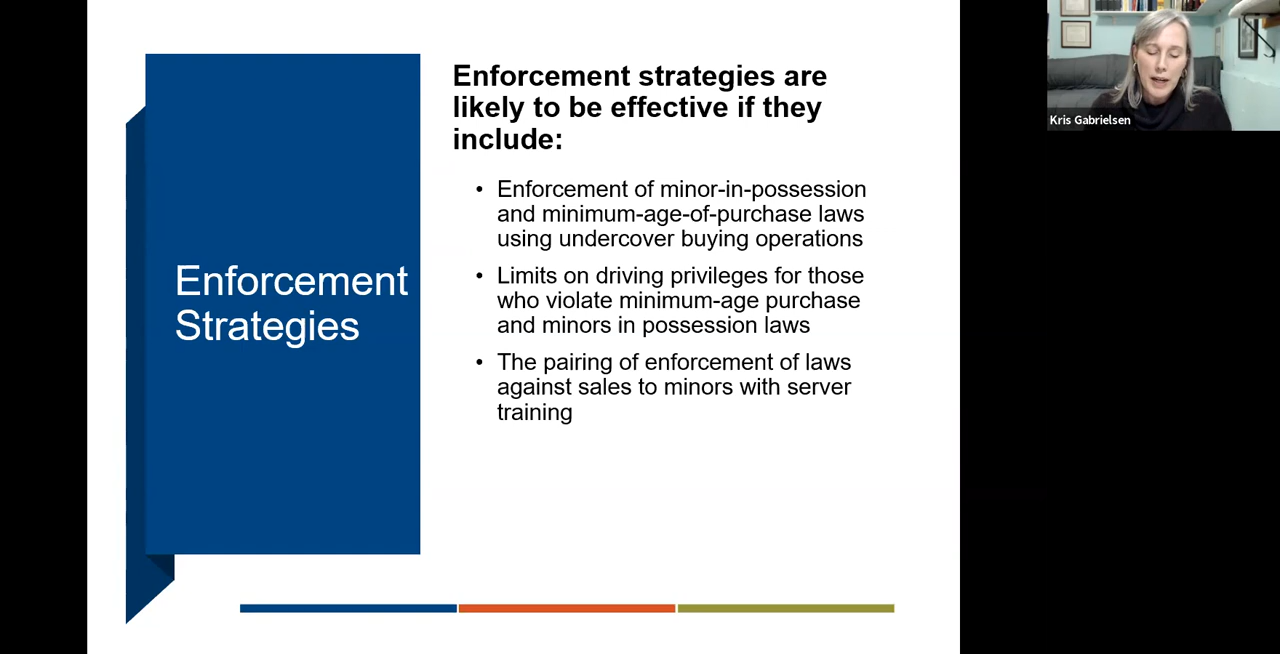 Enforcement strategies are
likely to be effective if they
include:
• Enforcement of minor-in-possession
and minimum-age-of-purchase laws
using undercover buying operations
• Limits on driving privileges for those
who violate minimum-age purchase
and minors in possession laws
• The pairing of enforcement of laws
against sales to minors with server
training
Enforcement
Strategies
Kris Gabrielsen